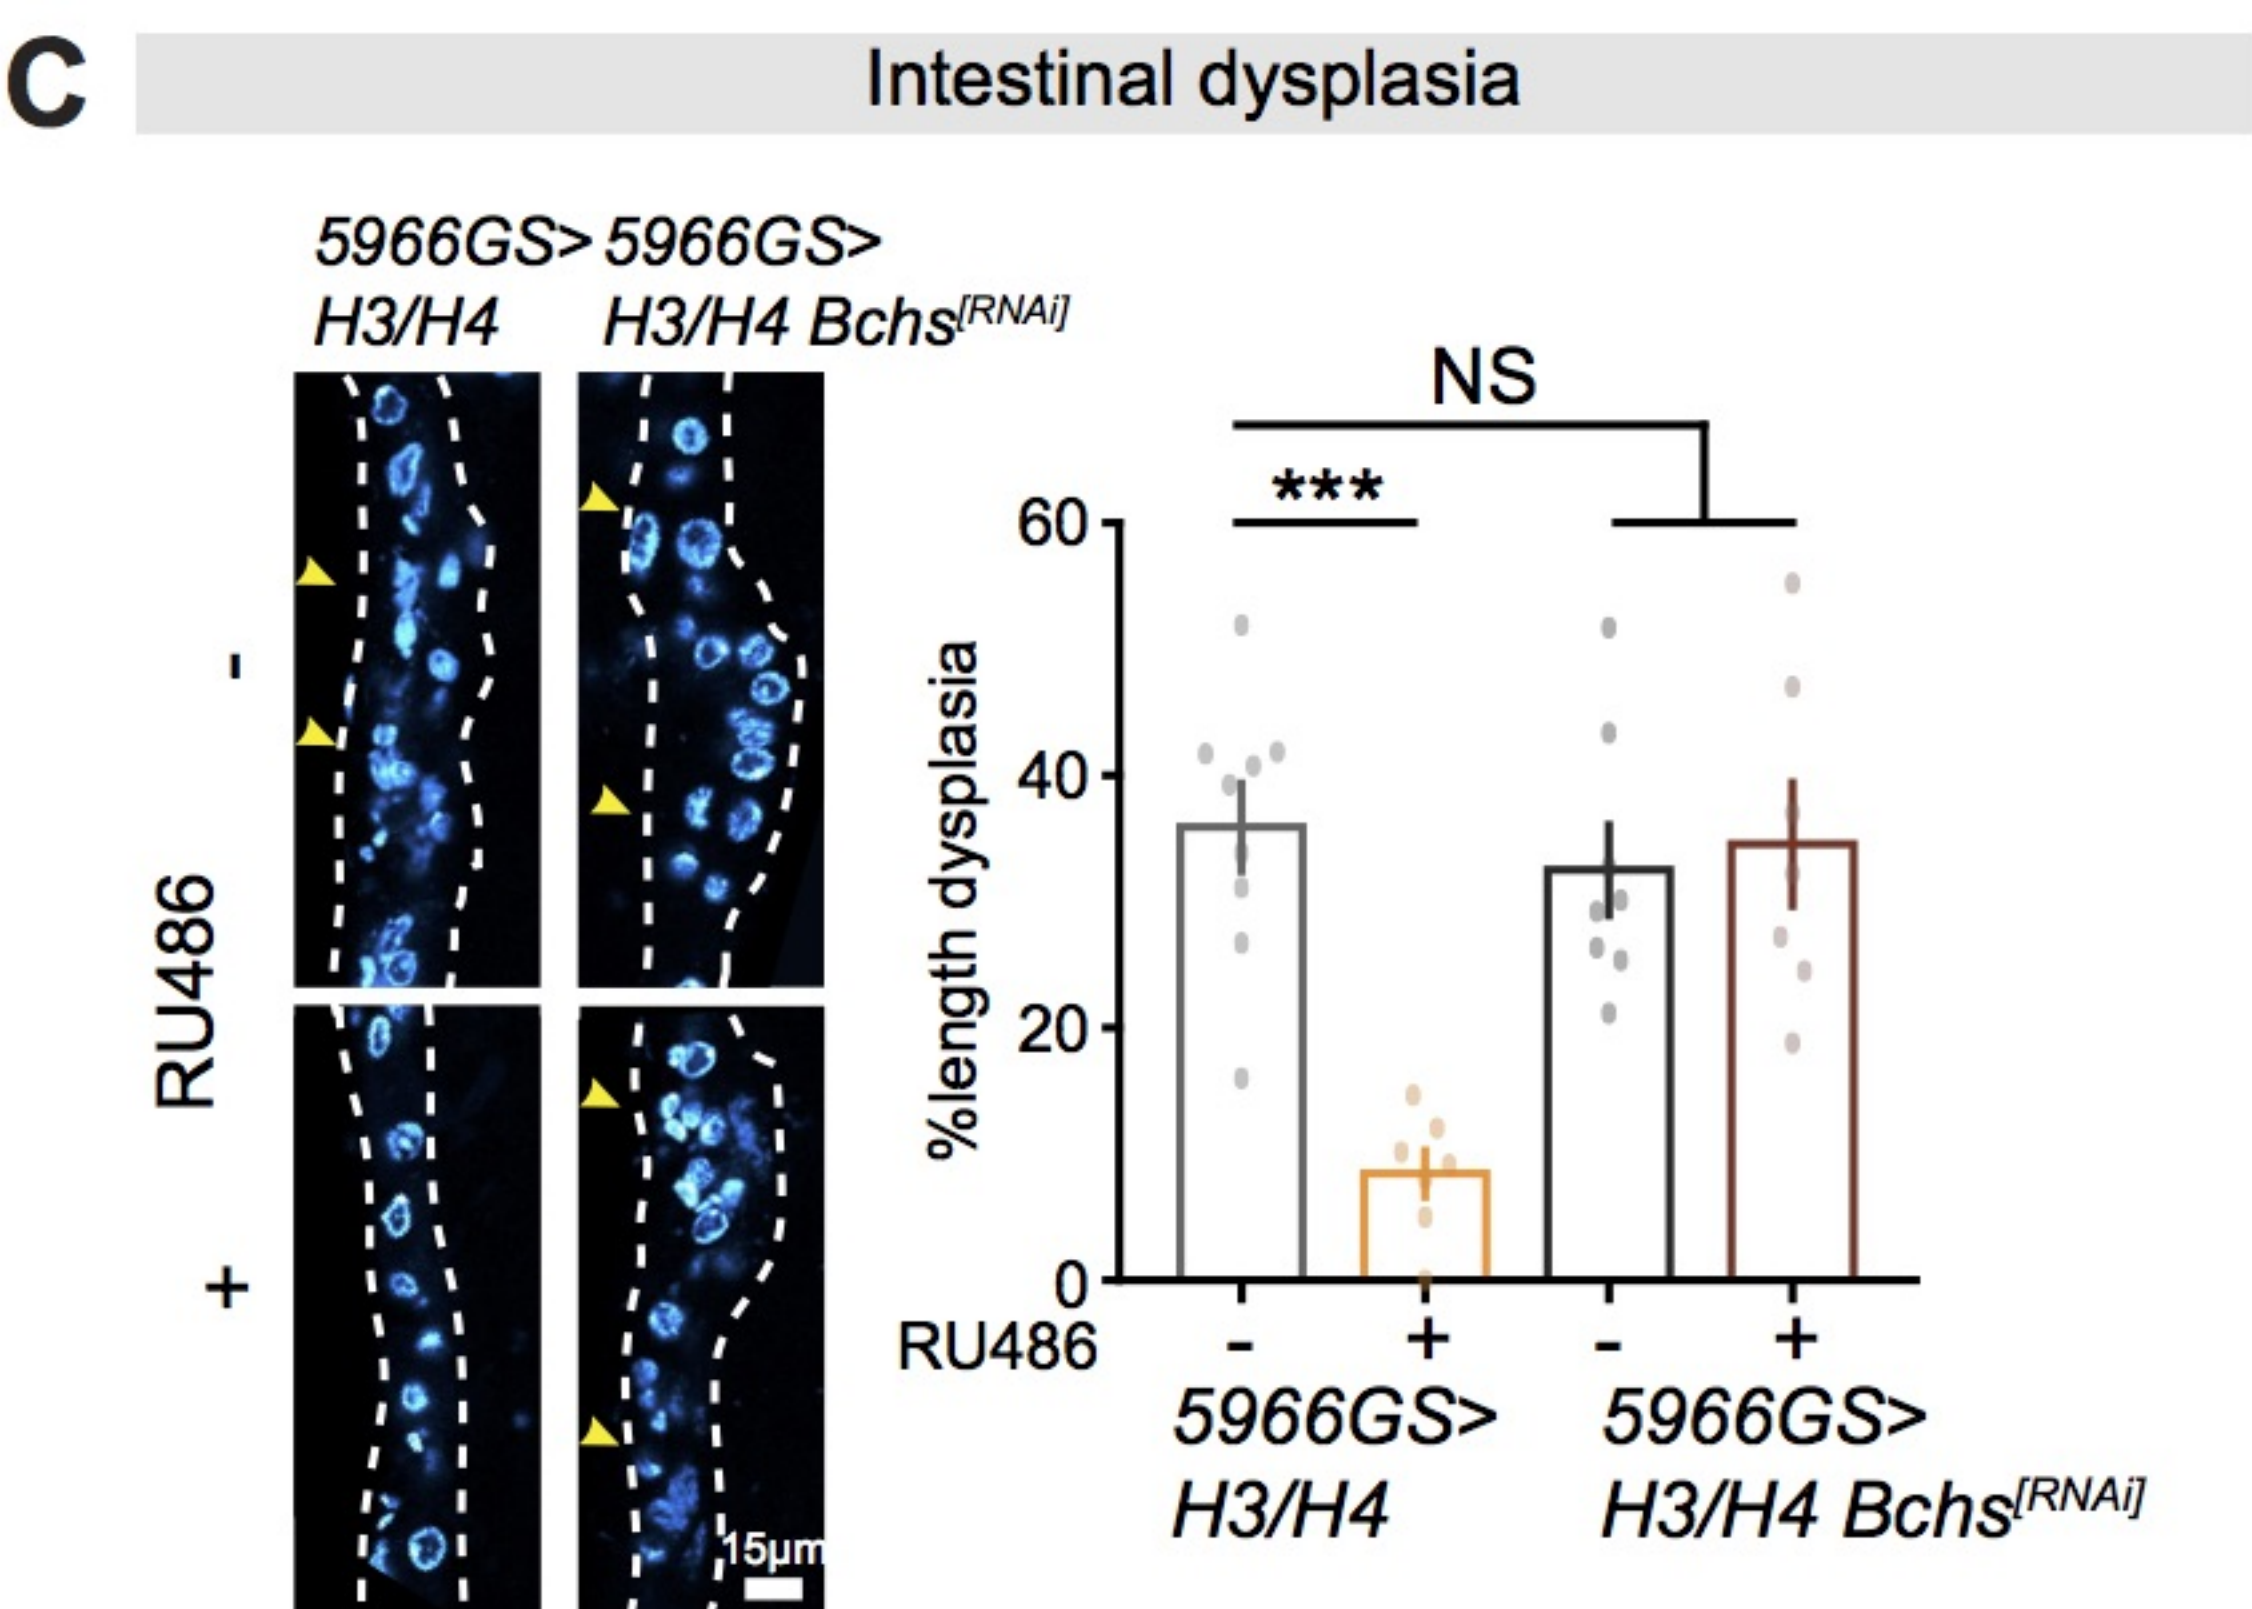 C
Intestinal dysplasia
5966GS> 5966GS>
H3/H4 H3/H4 Bchs[RNAi]
RU486
-
+
15µm
NS
***
%length dysplasia
60
40
20
0
RU486 - + - +
5966GS> 5966GS>
H3/H4 H3/H4 Bchs[RNAi]